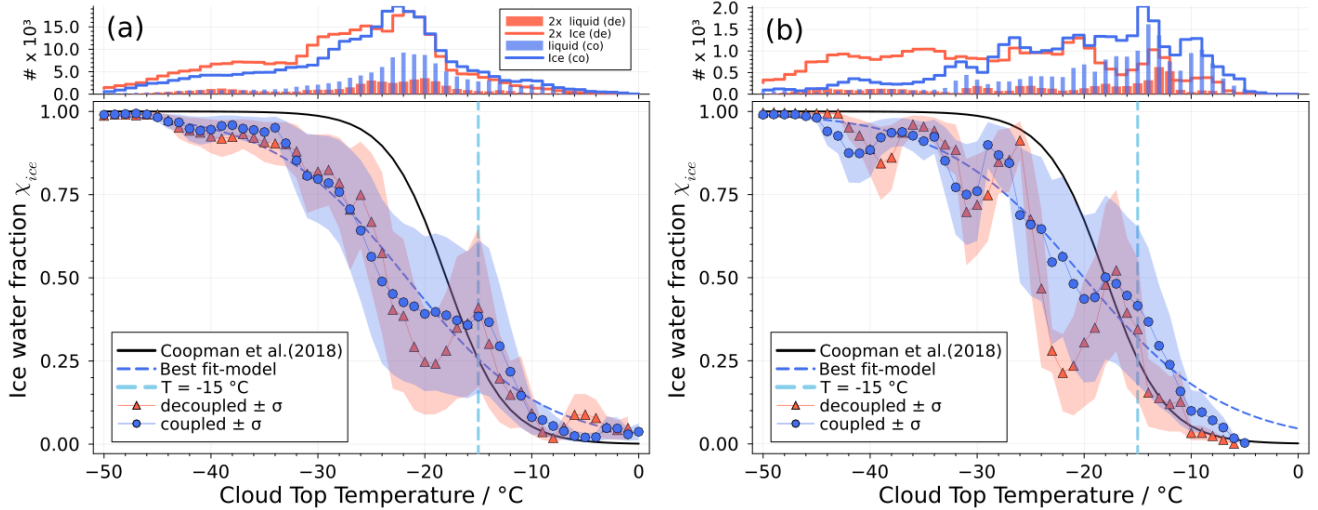 (a)
# x 10³
15.0
10.0
5.0
0.0
2x liquid (de)
2x Ice (de)
liquid (co)
Ice (co)
Ice water fraction χice
1.00
0.75
0.50
0.25
0.00
Coopman et al.(2018)
Best fit-model
T = -15 °C
decoupled ± σ
coupled ± σ
−50
−40
−30
−20
−10
0
Cloud Top Temperature / °C
(b)
# x 10³
2.0
1.5
1.0
0.5
0.0
Ice water fraction χice
1.00
0.75
0.50
0.25
0.00
Coopman et al.(2018)
Best fit-model
T = -15 °C
decoupled ± σ
coupled ± σ
−50
−40
−30
−20
−10
0
Cloud Top Temperature / °C